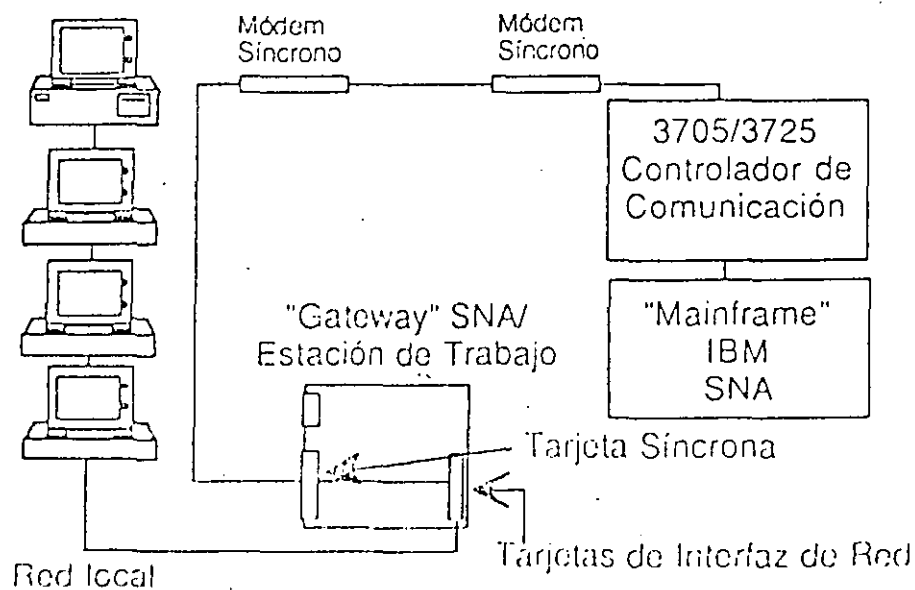 Módem
Síncrono
Módem
Síncrono
3705/3725
Controlador de
Comunicación
"Gateway" SNA/
Estación de Trabajo
"Mainframe"
IBM
SNA
Tarjeta Síncrona
Tarjetas de Interfaz de Red
Red local